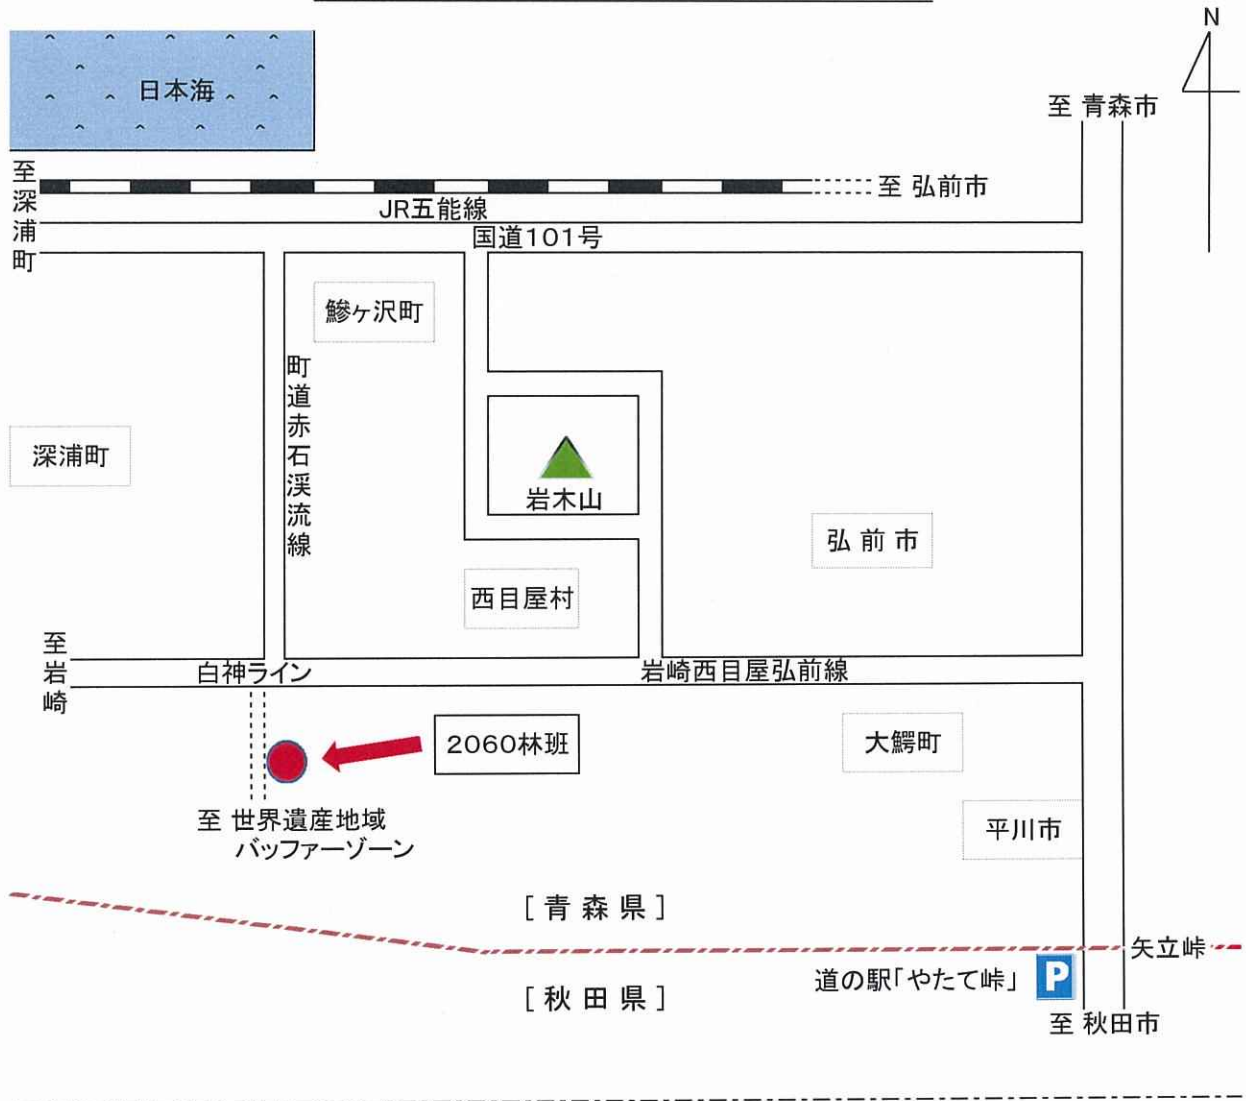 N
日本海
至 青森市
至深浦町
至 弘前市
JR五能線
国道101号
鰺ヶ沢町
町道赤石渓流線
深浦町
岩木山
弘前市
西目屋村
至岩崎
白神ライン
岩崎西目屋弘前線
2060林班
大鰐町
至 世界遺産地域
バッファーゾーン
平川市
[青森県]
矢立峠
道の駅「やたて峠」
P
[秋田県]
至 秋田市